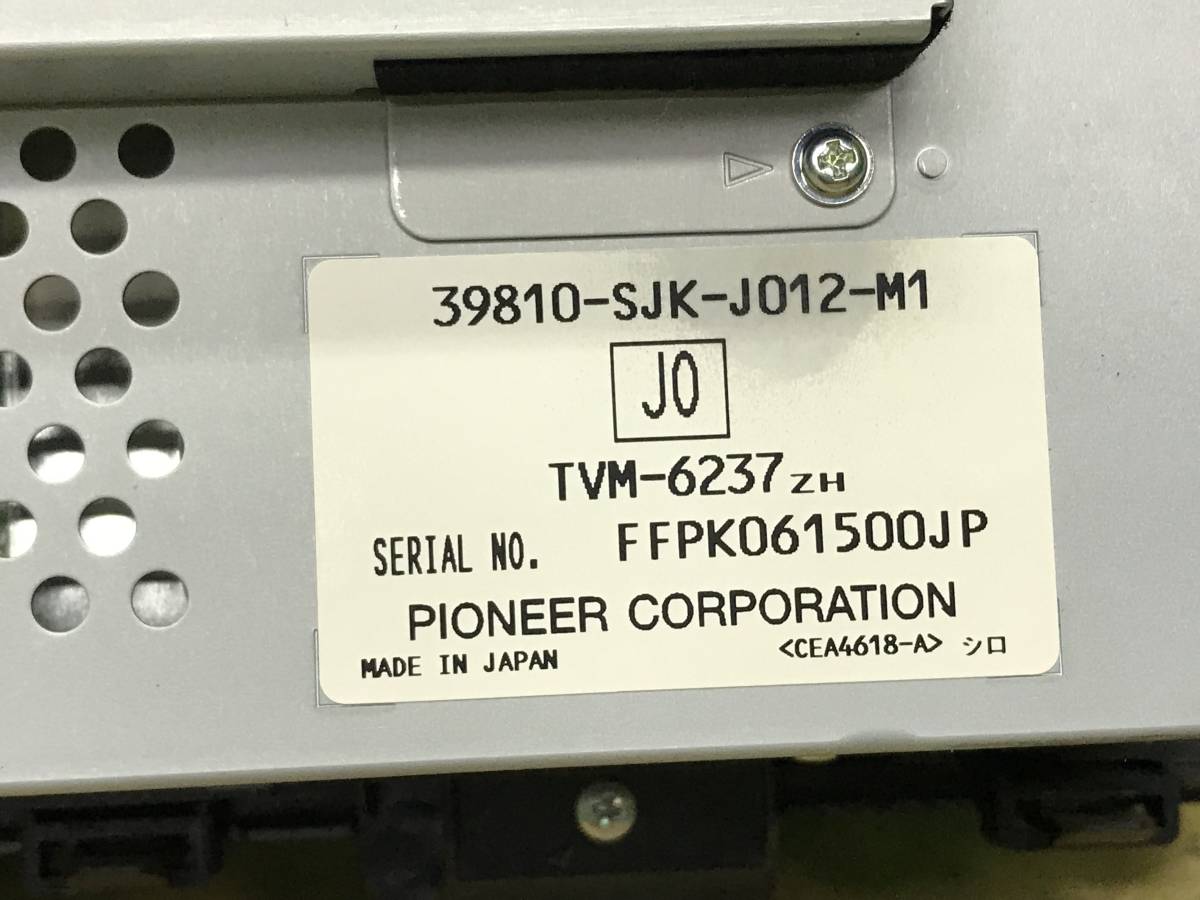 39810-SJK-J012-M1
J0
TVM-6237ZH
SERIAL NO. FFPK061500JP
PIONEER CORPORATION
MADE IN JAPAN <CEA4618-A> シロ